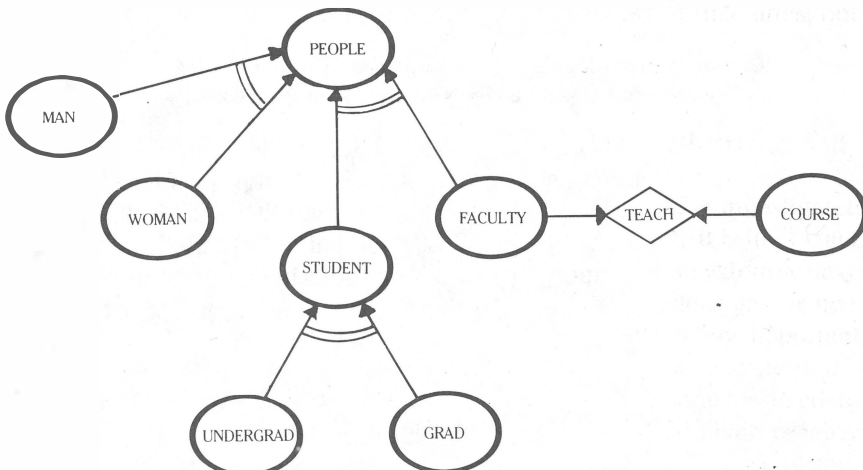 PEOPLE
MAN
WOMAN
FACULTY
TEACH
COURSE
STUDENT
UNDERGRAD
GRAD